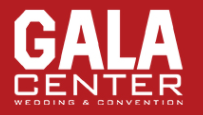 GALA
CENTER
WEDDING & CONVENTION